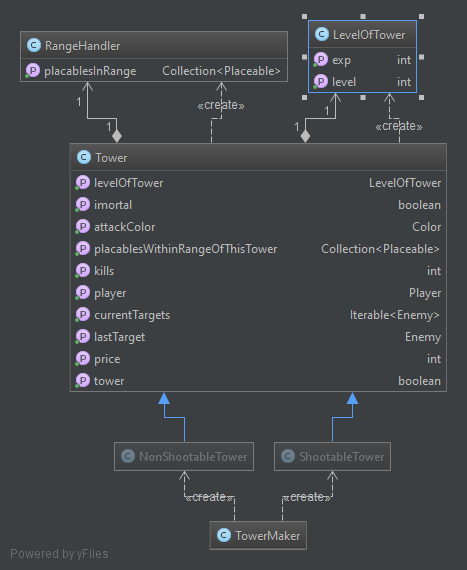 C RangeHandler
P placablesInRange Collection<Placeable>
C LevelOfTower
P exp int
P level int
1
«create»
1
1
«create»
1
C Tower
P levelOfTower LevelOfTower
P imortal boolean
P attackColor Color
P placablesWithinRangeOfThisTower Collection<Placeable>
P kills int
P player Player
P currentTargets Iterable<Enemy>
P lastTarget Enemy
P price int
P tower boolean
C NonShootableTower
C ShootableTower
«create»
«create»
C TowerMaker
Powered by yFiles